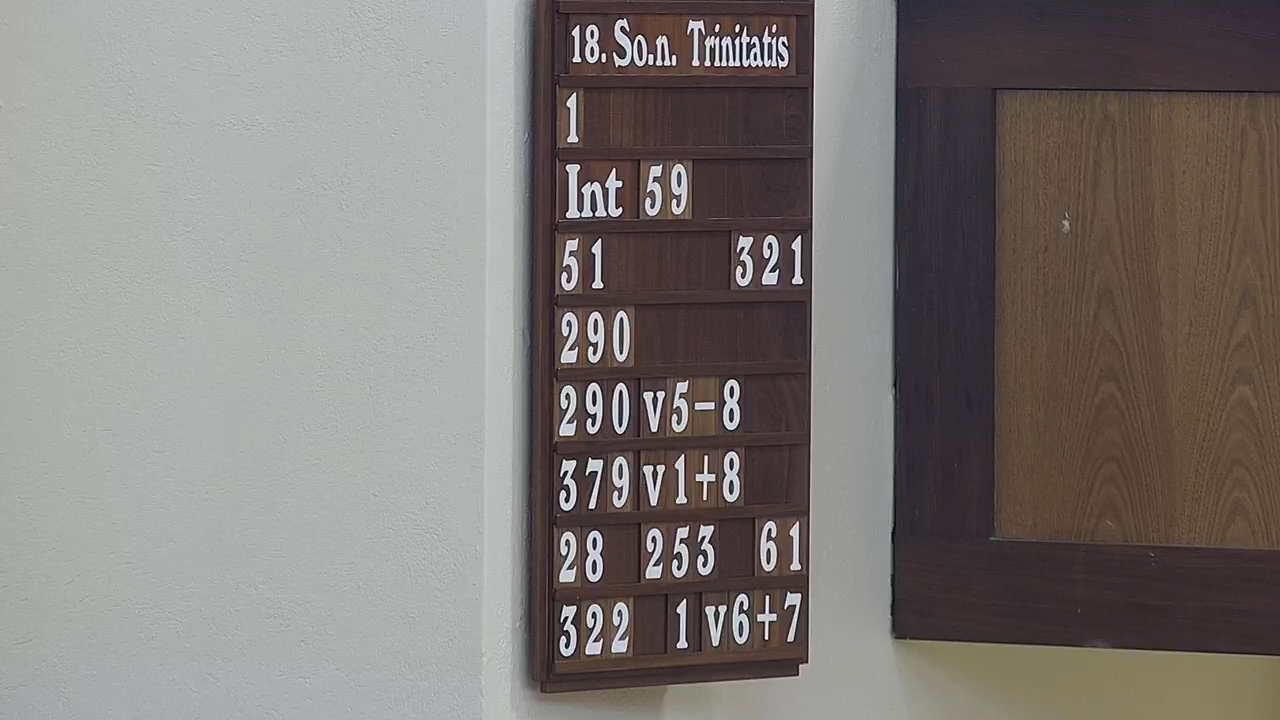 18. So.n. Trinitatis
1
Int 59
51 321
290
290 v5-8
379 v1+8
28 253 61
322 1 v6+7